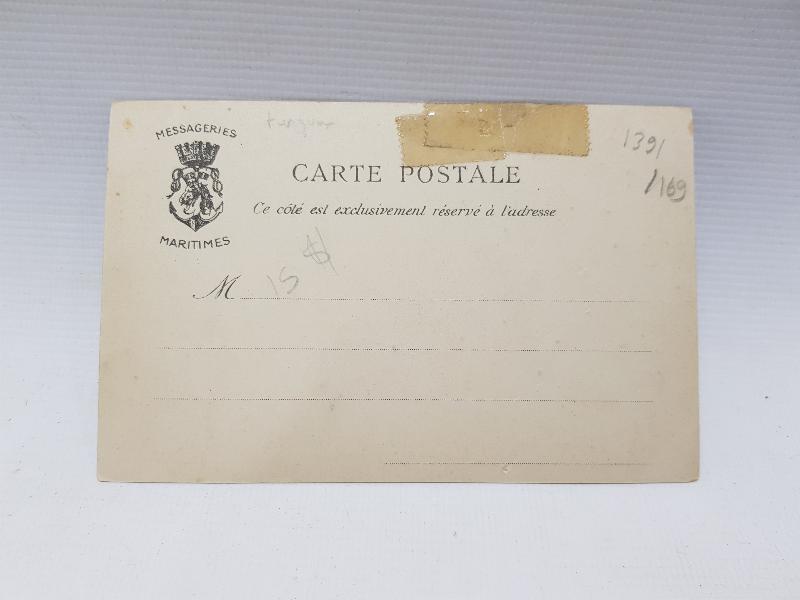 MESSAGERIES
MARITIMES
1391
/169
CARTE POSTALE
Ce côté est exclusivement réservé à l'adresse
M
15 $